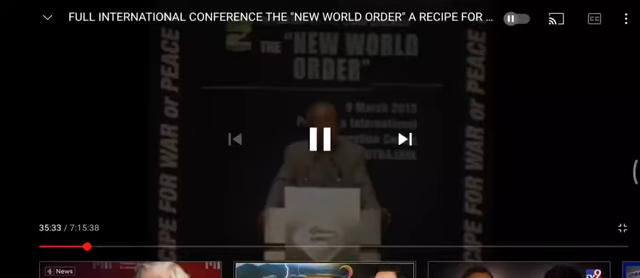 FULL INTERNATIONAL CONFERENCE THE "NEW WORLD ORDER" A RECIPE FOR ...
THE "NEW WORLD
ORDER"
9 March 2015
International
RECIPE FOR WAR or PEACE
CIPE FOR WAR or PEACE
35:33 / 7:15:38
News